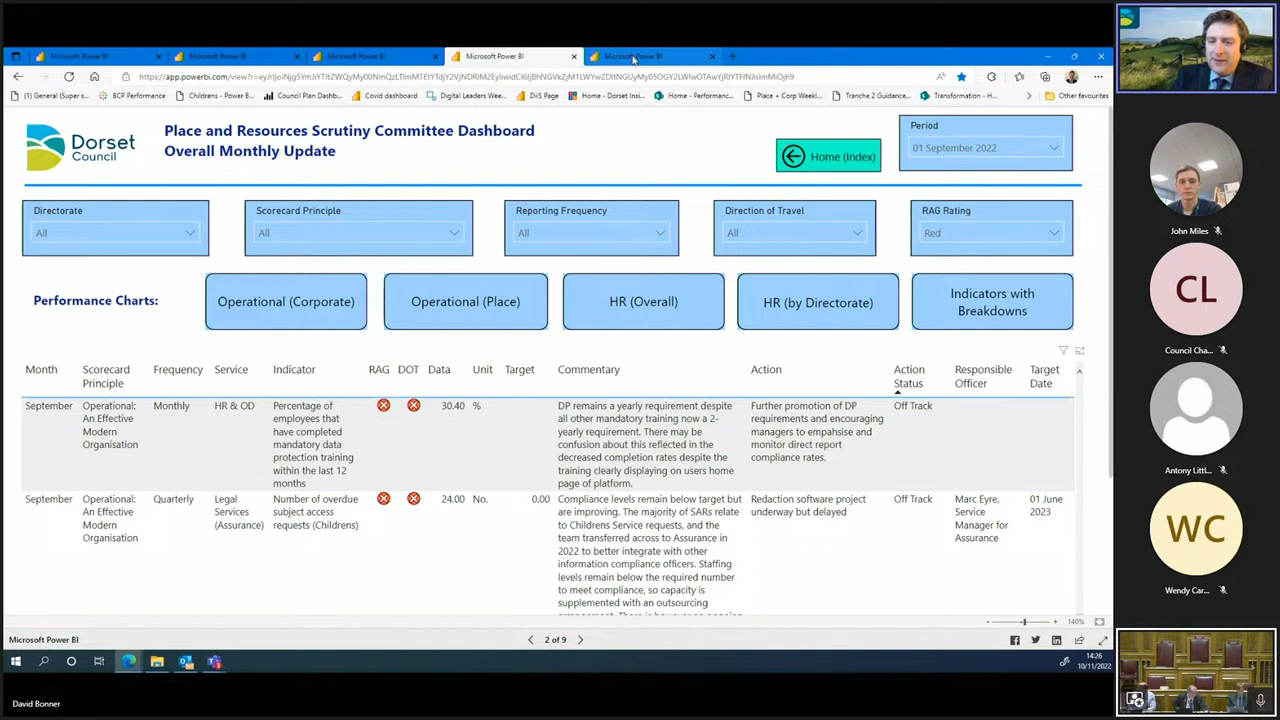 Microsoft Power BI
Microsoft Power BI
Microsoft Power BI
Microsoft Power BI
Microsoft Power BI
BCP Performance
Childrens - Power B...
Council Plan Dashb...
Covid dashboard
Digital Leaders Wee...
DiiS Page
Home - Dorset Insi...
Home - Performanc...
Place + Corp Weekl...
Tranche 2 Guidance...
Transformation - H...
Other favourites
Dorset
Council
Place and Resources Scrutiny Committee Dashboard
Overall Monthly Update
Home (Index)
Period
01 September 2022
Directorate
All
Scorecard Principle
All
Reporting Frequency
All
Direction of Travel
All
RAG Rating
Red
Performance Charts:
Operational (Corporate)
Operational (Place)
HR (Overall)
HR (by Directorate)
Indicators with
Breakdowns
Month
Scorecard
Principle
Frequency
Service
Indicator
RAG
DOT
Data
Unit
Target
Commentary
Action
Action
Status
Responsible
Officer
Target
Date
September
Operational:
An Effective
Modern
Organisation
Monthly
HR & OD
Percentage of
employees that
have completed
mandatory data
protection training
within the last 12
months
30.40
%
DP remains a yearly requirement despite
all other mandatory training now a 2-
yearly requirement. There may be
confusion about this reflected in the
decreased completion rates despite the
training clearly displaying on users home
page of platform.
Further promotion of DP
requirements and encouraging
managers to empahsise and
monitor direct report
compliance rates.
Off Track
September
Operational:
An Effective
Modern
Organisation
Quarterly
Legal
Services
(Assurance)
Number of overdue
subject access
requests (Childrens)
24.00
No.
0.00
Compliance levels remain below target but
are improving. The majority of SARs relate
to Childrens Service requests, and the
team transferred across to Assurance in
2022 to better integrate with other
information compliance officers. Staffing
levels remain below the required number
to meet compliance, so capacity is
supplemented with an outsourcing
Redaction software project
underway but delayed
Off Track
Marc Eyre,
Service
Manager for
Assurance
01 June
2023
140%
Microsoft Power BI
2 of 9
14:26
10/11/2022
David Bonner
John Miles
CL
Council Cha...
Antony Littl...
WC
Wendy Car...